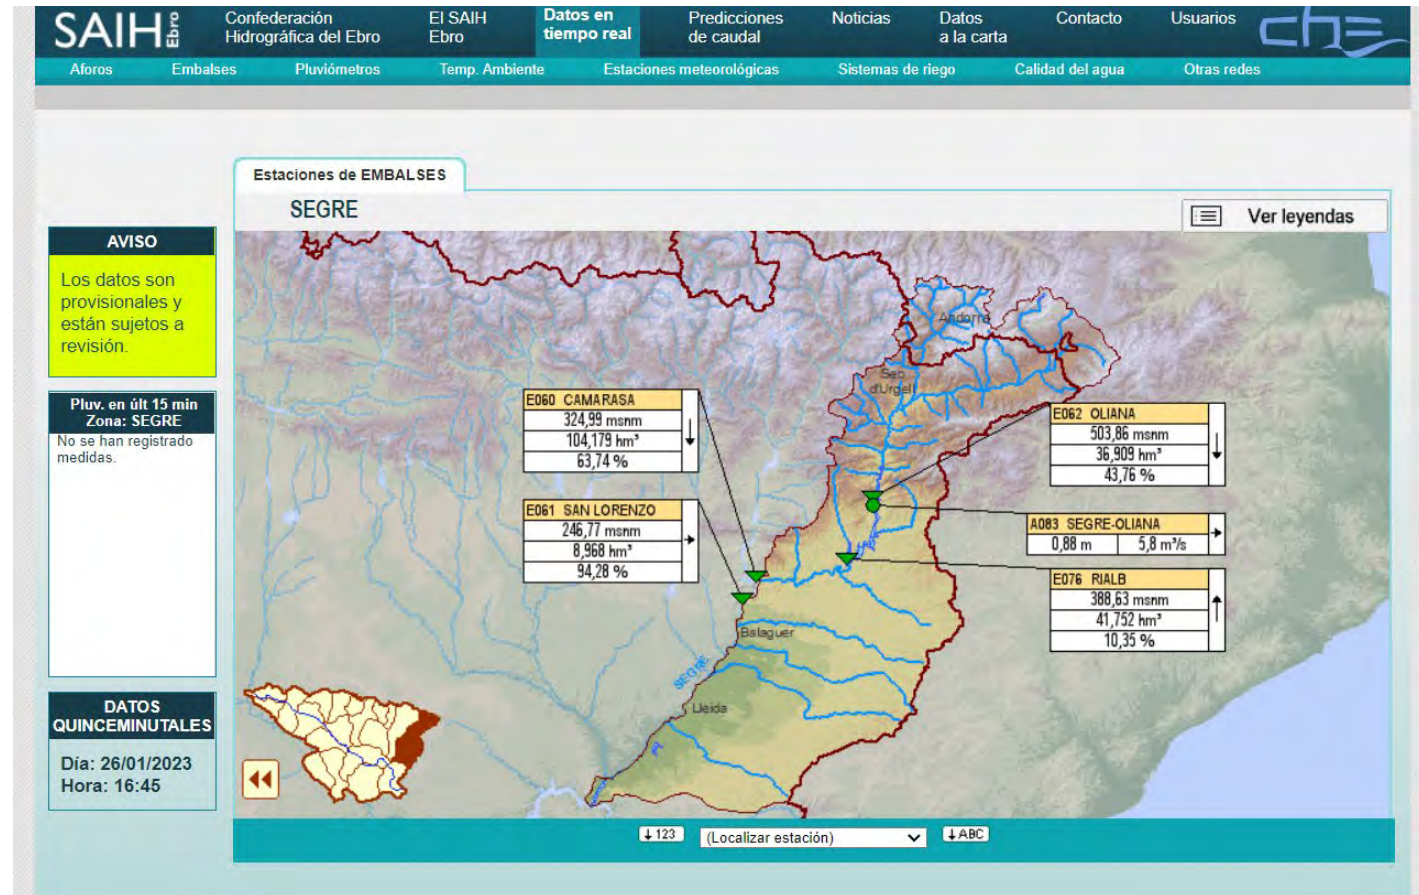 SAIH Ebro
Confederación
Hidrográfica del Ebro
El SAIH
Ebro
Datos en
tiempo real
Predicciones
de caudal
Noticias
Datos
a la carta
Contacto
Usuarios
che
Aforos Embalses Pluviómetros Temp. Ambiente Estaciones meteorológicas Sistemas de riego Calidad del agua Otras redes
Estaciones de EMBALSES
SEGRE
Ver leyendas
AVISO
Los datos son
provisionales y
están sujetos a
revisión.
Pluv. en últ 15 min
Zona: SEGRE
No se han registrado
medidas.
DATOS
QUINCEMINUTALES
Día: 26/01/2023
Hora: 16:45
Andorra
Seo
d'Urgell
E060 CAMARASA
324,99 msnm
104,179 hm³
63,74 %
E062 OLIANA
503,86 msnm
36,909 hm³
43,76 %
E061 SAN LORENZO
246,77 msnm
8,968 hm³
94,28 %
A083 SEGRE-OLIANA
0,88 m 5,8 m³/s
E076 RIALB
388,63 msnm
41,752 hm³
10,35 %
Balaguer
SEGRE
Lleida
↓123 (Localizar estación) ↓ABC